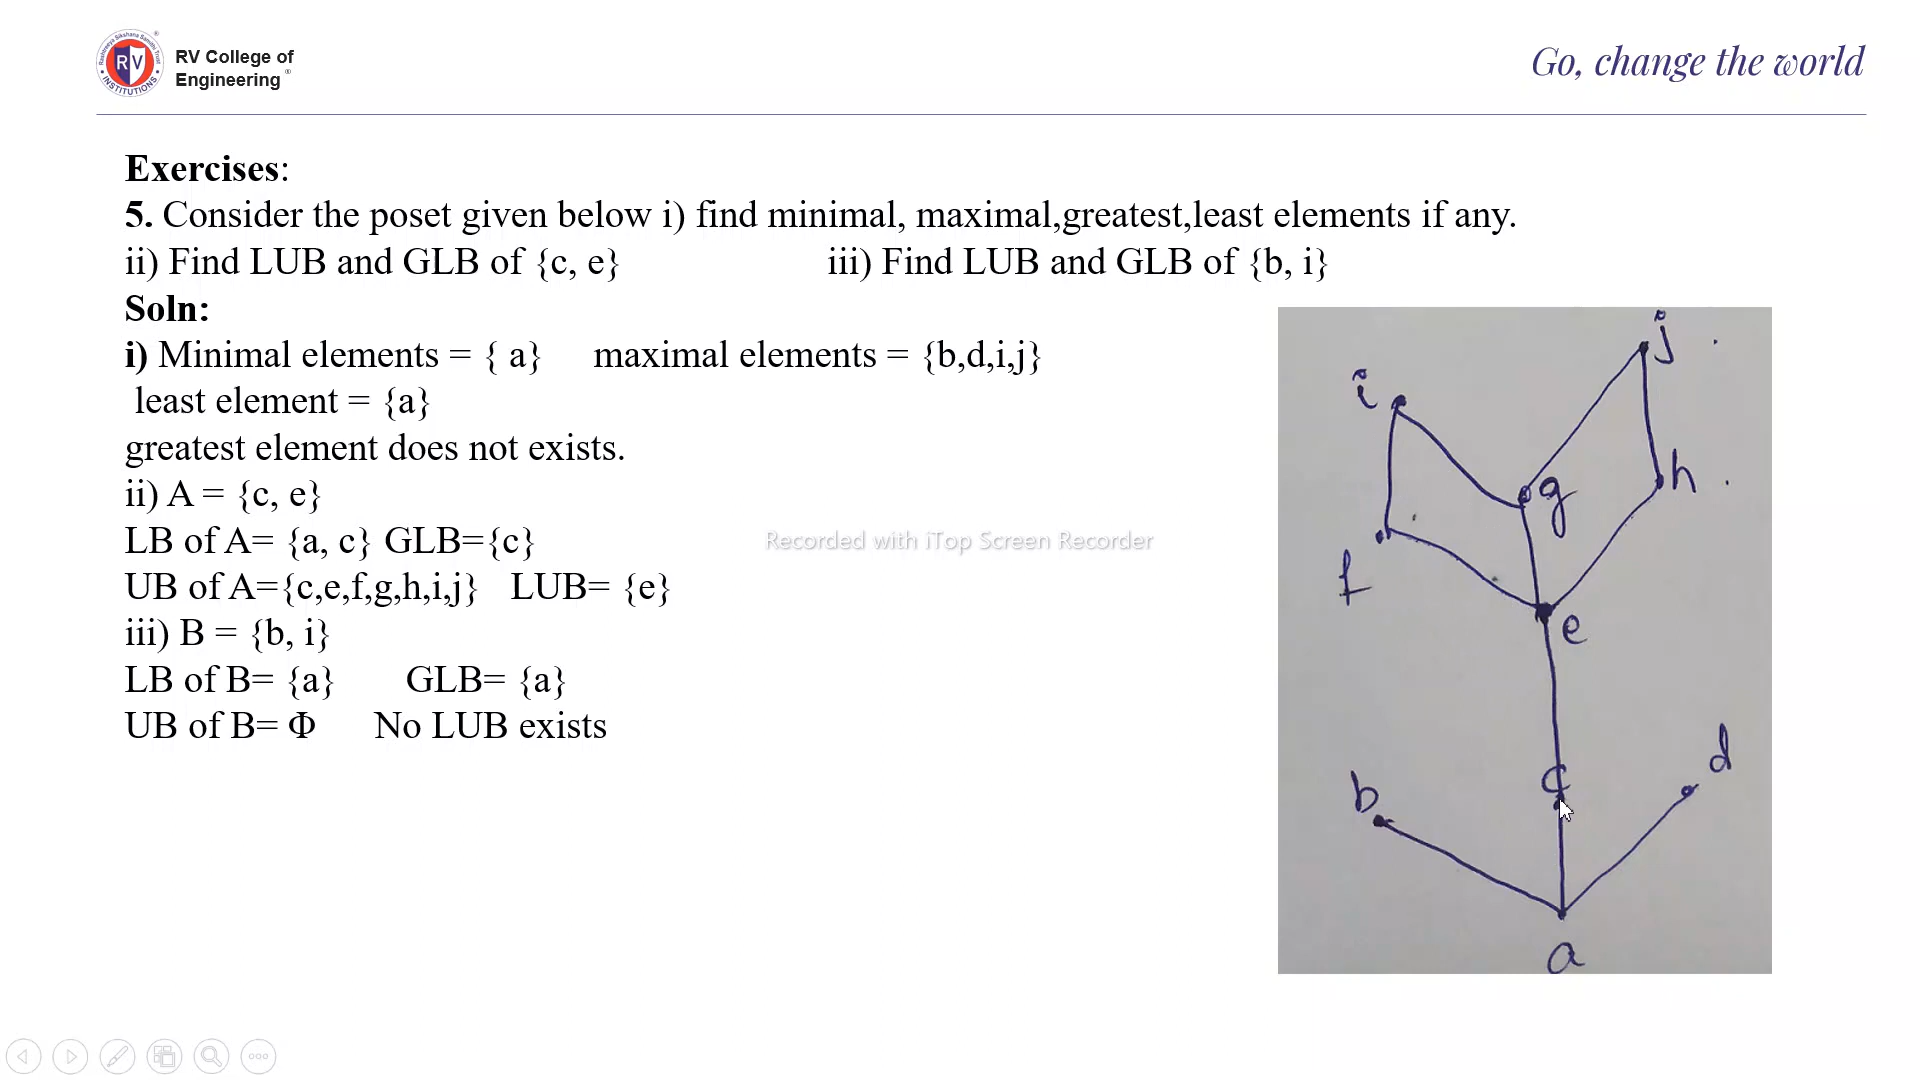 RV College of
Engineering ®
Go, change the world
Exercises:
5. Consider the poset given below i) find minimal, maximal,greatest,least elements if any.
ii) Find LUB and GLB of {c, e} iii) Find LUB and GLB of {b, i}
Soln:
i) Minimal elements = { a} maximal elements = {b,d,i,j}
least element = {a}
greatest element does not exists.
ii) A = {c, e}
LB of A= {a, c} GLB={c}
UB of A={c,e,f,g,h,i,j} LUB= {e}
iii) B = {b, i}
LB of B= {a} GLB= {a}
UB of B= Φ No LUB exists
Recorded with iTop Screen Recorder
j
i
h
g
f
e
d
c
b
a
RV
INSTITUTIONS